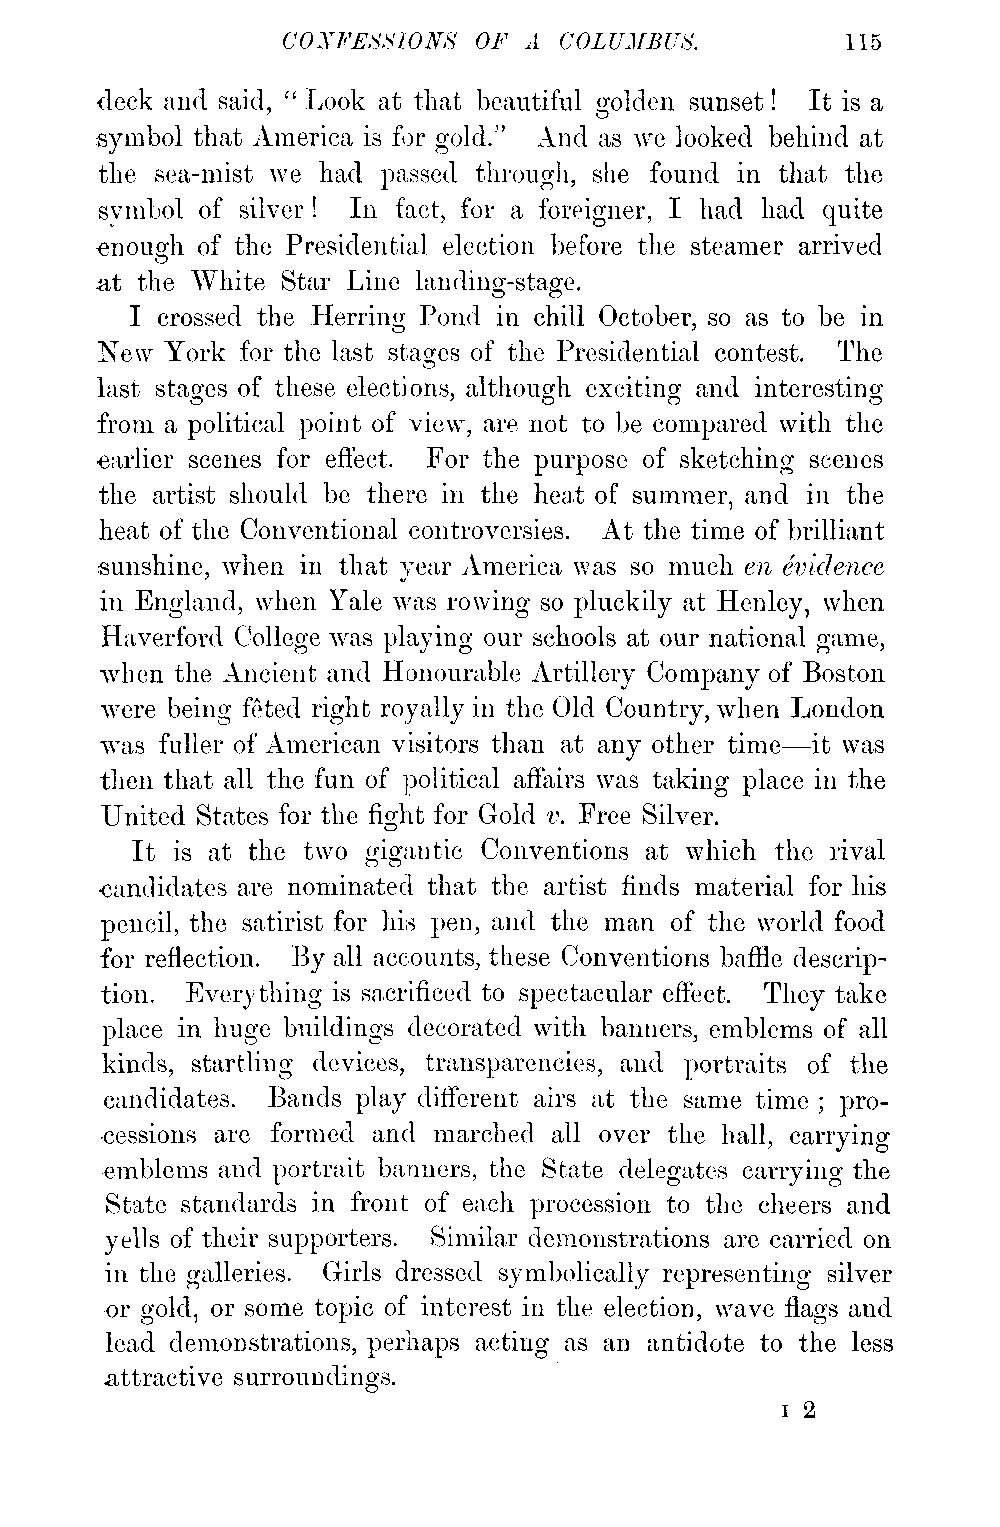 CONFESSIONS OF A COLUMBUS. 115
deck and said, “ Look at that beautiful golden sunset ! It is a
symbol that America is for gold.” And as we looked behind at
the sea-mist we had passed through, she found in that the
symbol of silver ! In fact, for a foreigner, I had had quite
enough of the Presidential election before the steamer arrived
at the White Star Line landing-stage.
I crossed the Herring Pond in chill October, so as to be in
New York for the last stages of the Presidential contest. The
last stages of these elections, although exciting and interesting
from a political point of view, are not to be compared with the
earlier scenes for effect. For the purpose of sketching scenes
the artist should be there in the heat of summer, and in the
heat of the Conventional controversies. At the time of brilliant
sunshine, when in that year America was so much en évidence
in England, when Yale was rowing so pluckily at Henley, when
Haverford College was playing our schools at our national game,
when the Ancient and Honourable Artillery Company of Boston
were being fêted right royally in the Old Country, when London
was fuller of American visitors than at any other time—it was
then that all the fun of political affairs was taking place in the
United States for the fight for Gold v. Free Silver.
It is at the two gigantic Conventions at which the rival
candidates are nominated that the artist finds material for his
pencil, the satirist for his pen, and the man of the world food
for reflection. By all accounts, these Conventions baffle descrip-
tion. Everything is sacrificed to spectacular effect. They take
place in huge buildings decorated with banners, emblems of all
kinds, startling devices, transparencies, and portraits of the
candidates. Bands play different airs at the same time ; pro-
cessions are formed and marched all over the hall, carrying
emblems and portrait banners, the State delegates carrying the
State standards in front of each procession to the cheers and
yells of their supporters. Similar demonstrations are carried on
in the galleries. Girls dressed symbolically representing silver
or gold, or some topic of interest in the election, wave flags and
lead demonstrations, perhaps acting as an antidote to the less
attractive surroundings.
I 2